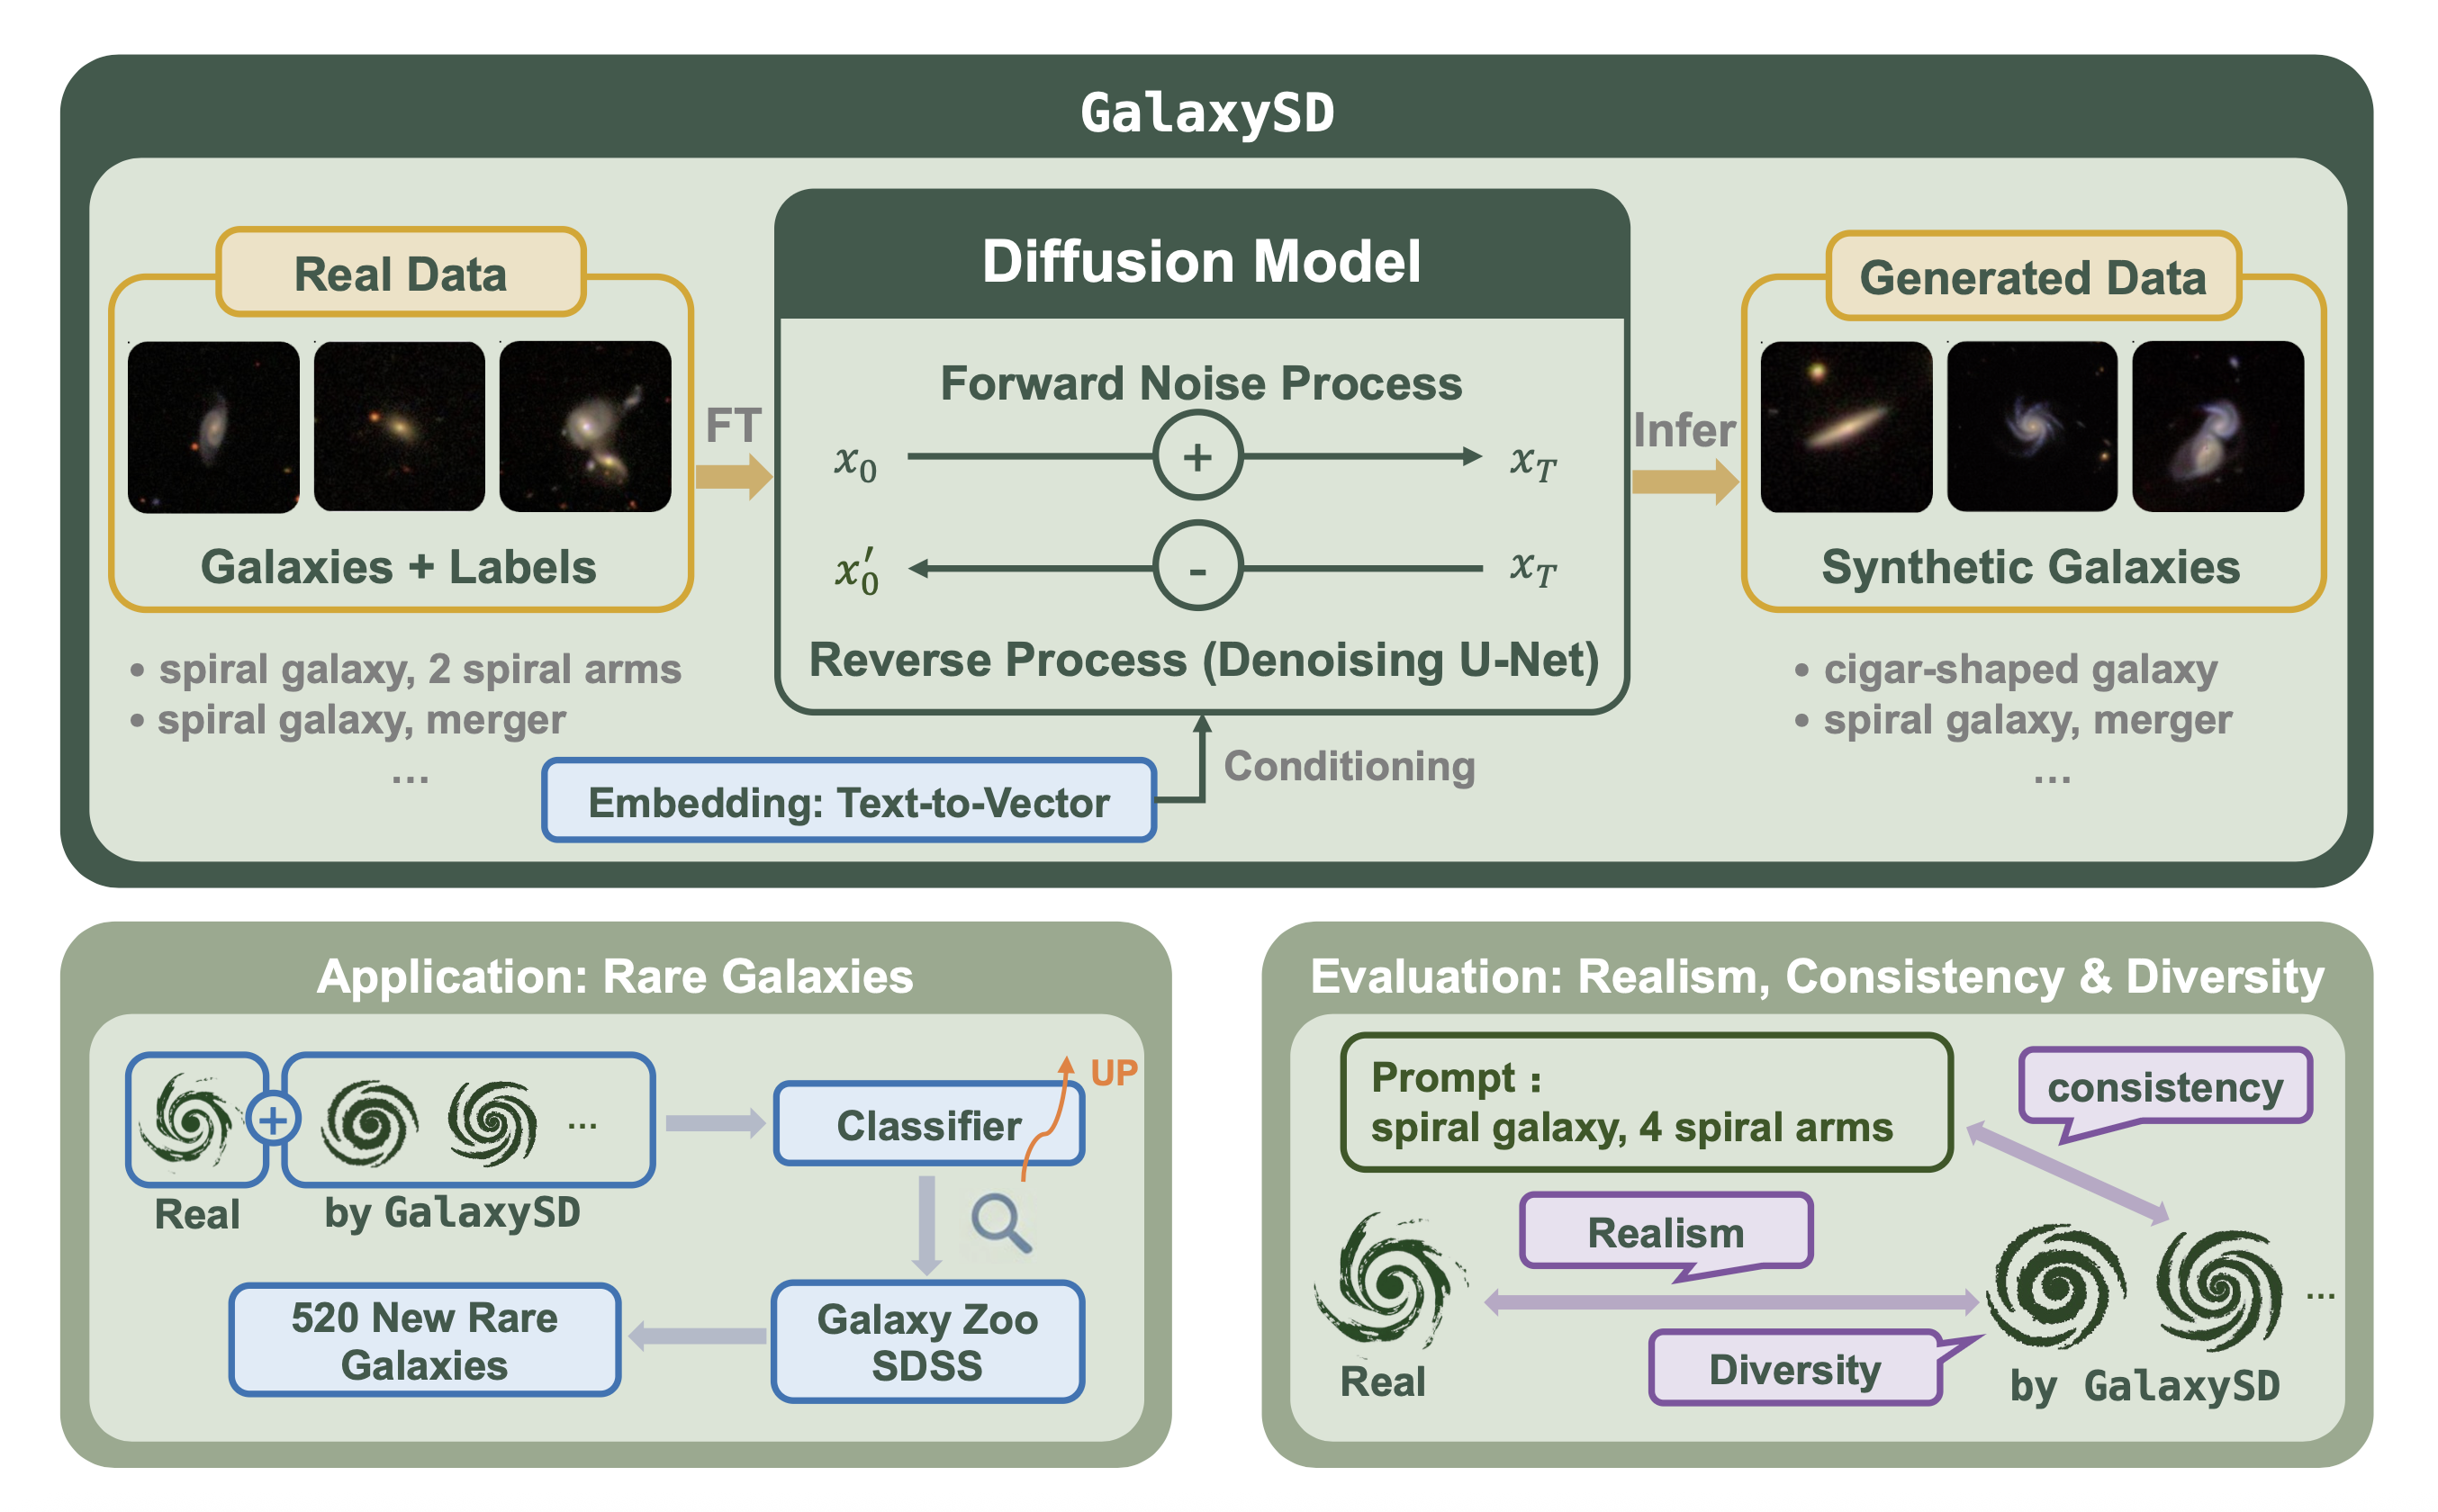 GalaxySD
Real Data
Galaxies + Labels
• spiral galaxy, 2 spiral arms
• spiral galaxy, merger
...
FT
Diffusion Model
Forward Noise Process
x₀ + x_T
x′₀ - x_T
Reverse Process (Denoising U-Net)
Embedding: Text-to-Vector
Conditioning
Infer
Generated Data
Synthetic Galaxies
• cigar-shaped galaxy
• spiral galaxy, merger
...
Application: Rare Galaxies
+
...
Real
by GalaxySD
Classifier
UP
Galaxy Zoo
SDSS
520 New Rare
Galaxies
Evaluation: Realism, Consistency & Diversity
Prompt :
spiral galaxy, 4 spiral arms
consistency
Realism
Diversity
Real
...
by GalaxySD